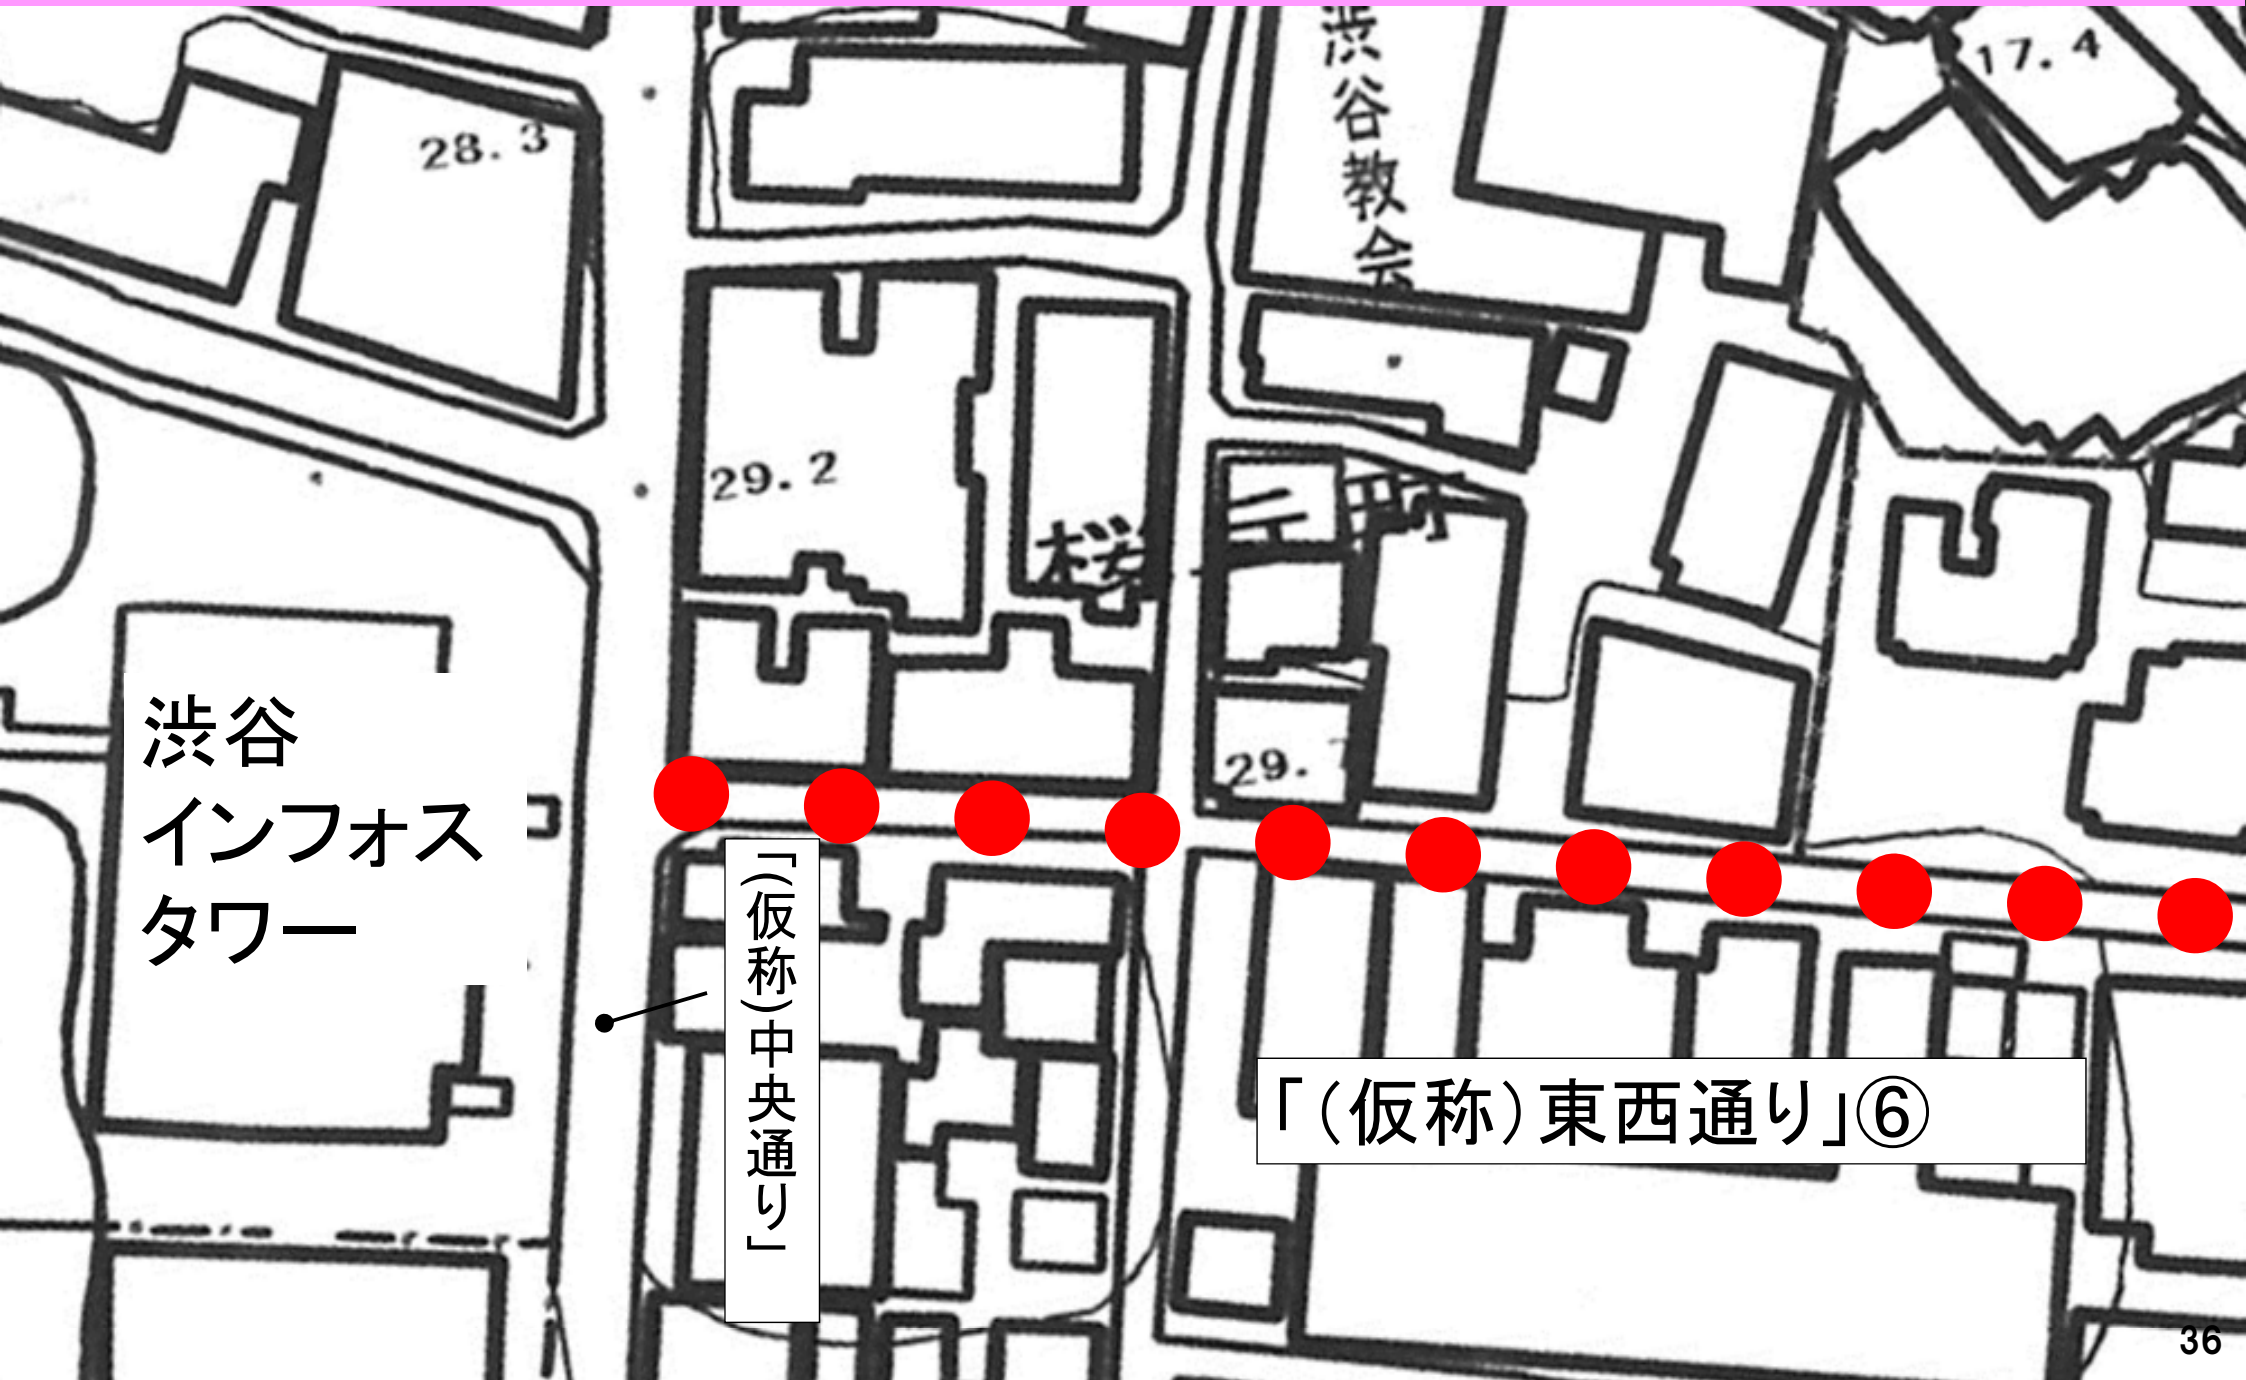 渋谷教会
17.4
28.3
29.2
桜
丘町
29.
渋谷
インフォス
タワー
「(仮称)中央通り」
「(仮称)東西通り」⑥
36